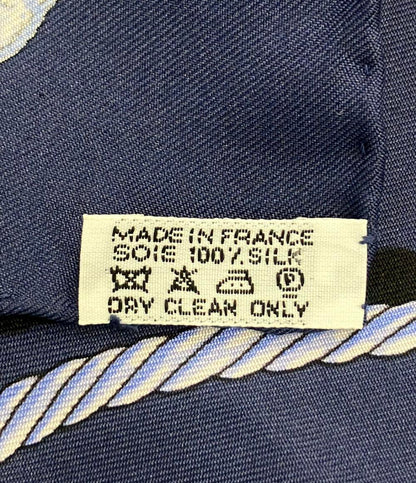 MADE IN FRANCE
SOIE 100% SILK
DRY CLEAN ONLY